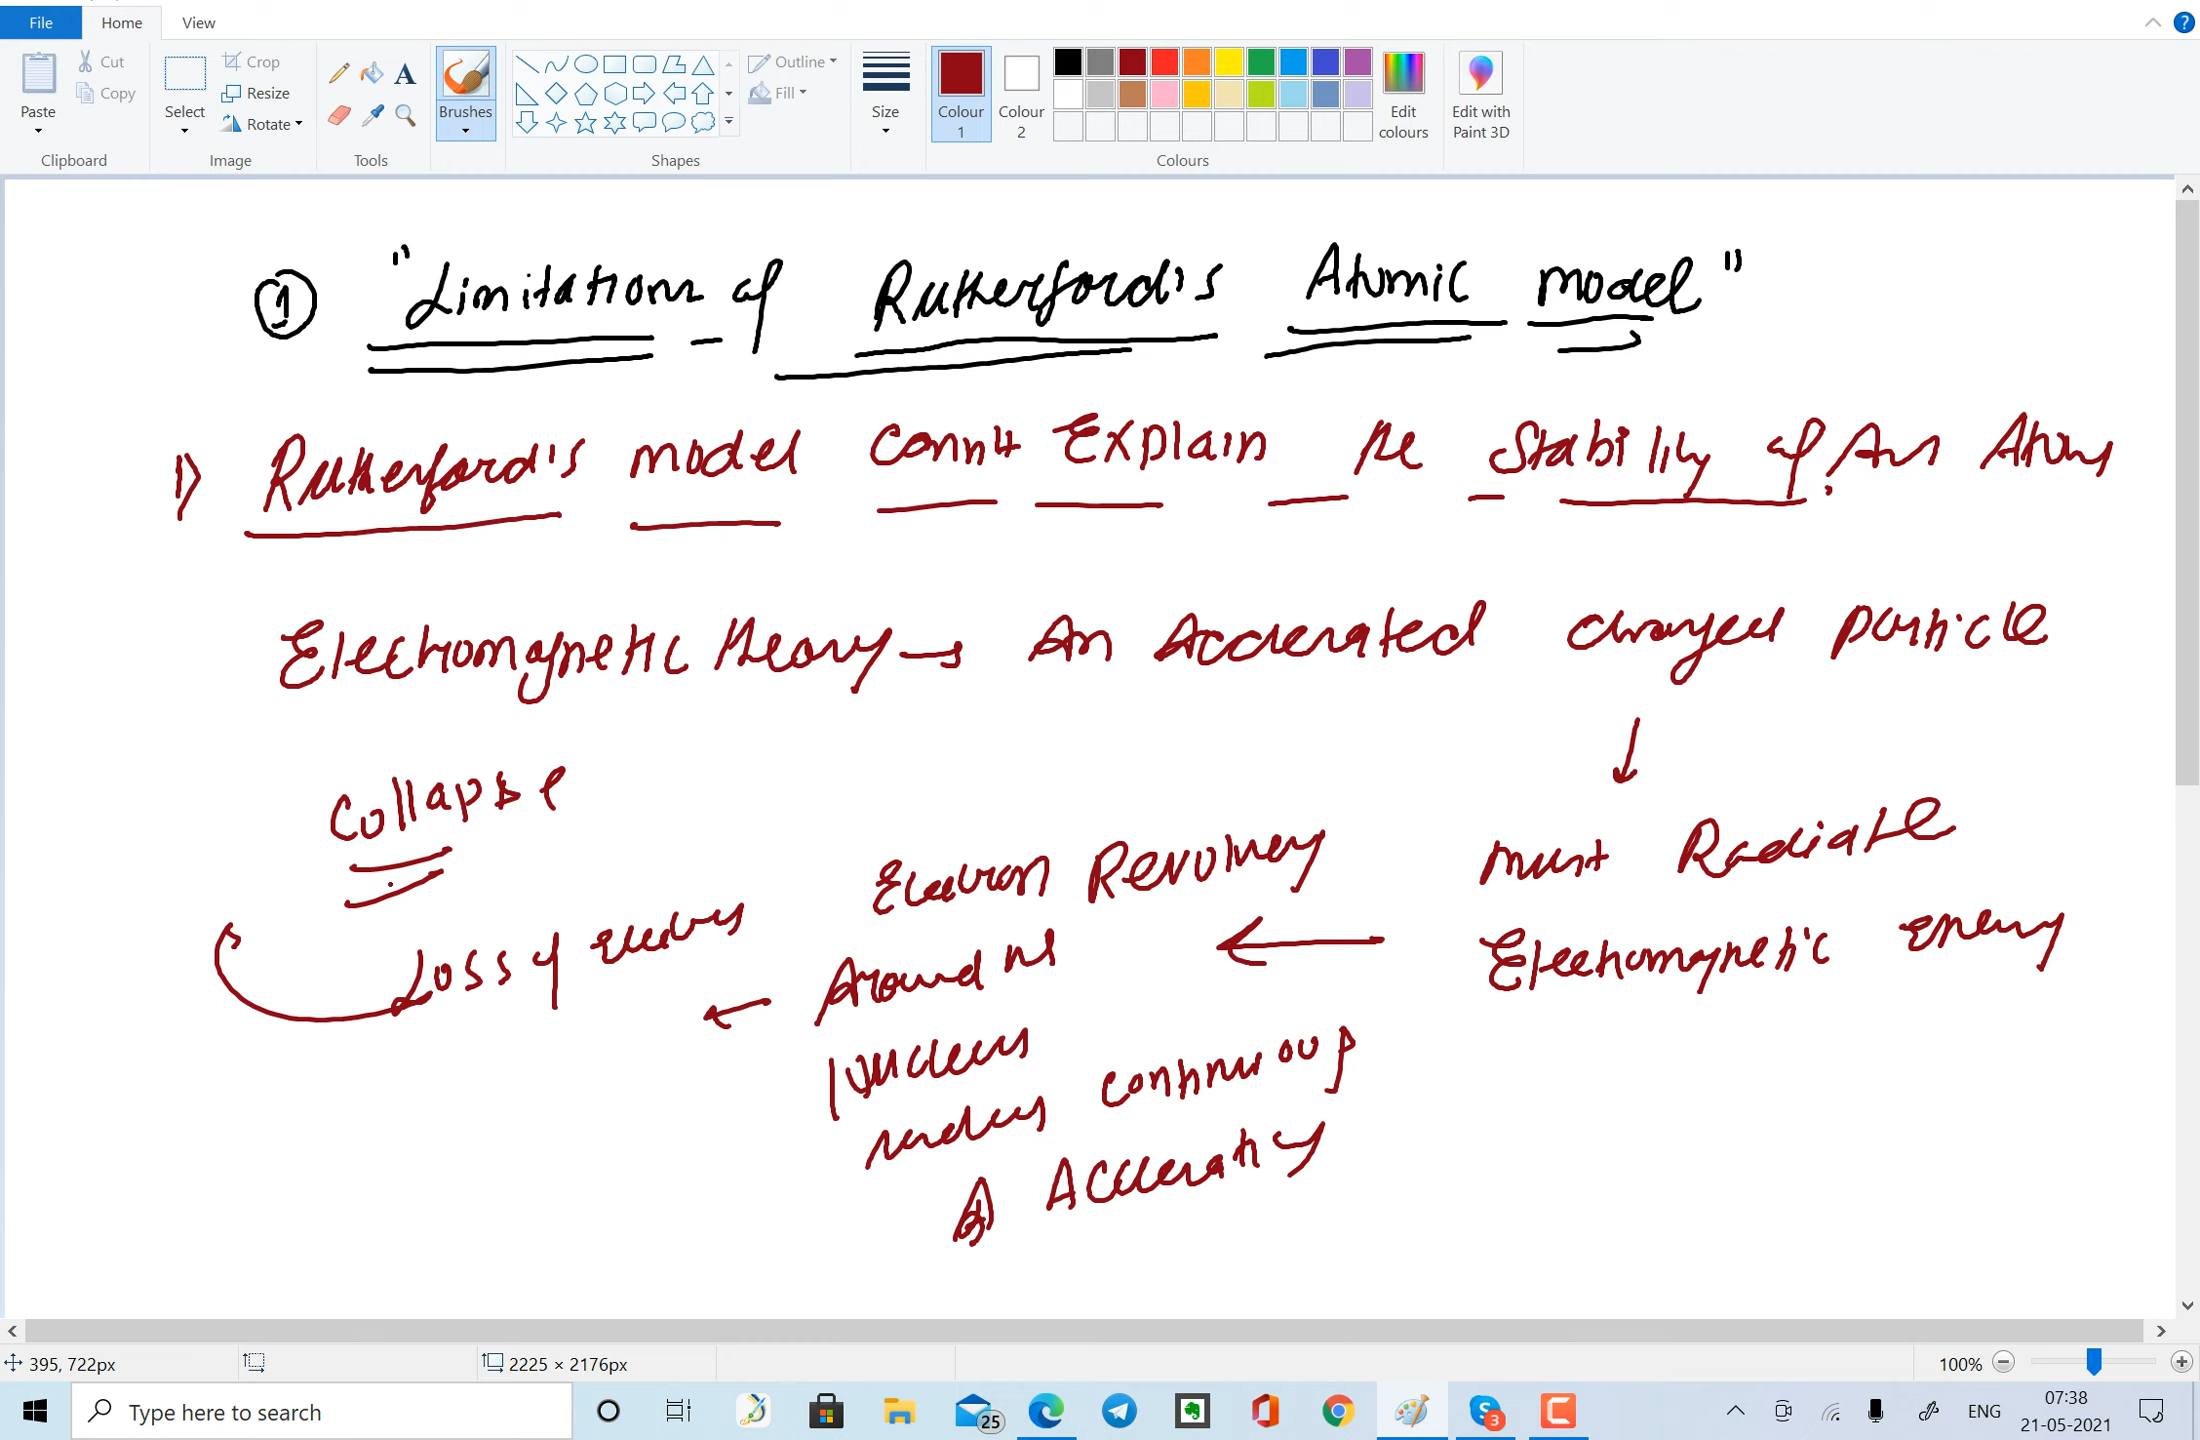 File Home View
Paste Cut Copy Clipboard
Select Crop Resize Rotate Image
Tools
Brushes
Shapes Outline Fill
Size
Colour 1 Colour 2 Edit colours Colours
Edit with Paint 3D
① "Limitations of Rutherford's Atomic model"
1) Rutherford's model Cannt Explain the Stability of An Atom
Electromagnetic theory → An Accelerated charged Particle
↓
must Radiate
Electromagnetic Energy
←
Electron Revolving
Around
Nucleus
continuous
Acceleration
←
Loss of
Collapse
395, 722px 2225 × 2176px 100%
Type here to search 25 3 ENG 07:38 21-05-2021